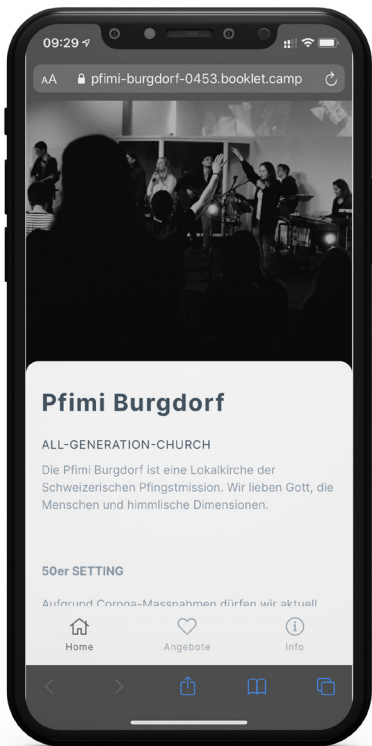 09:29
AA pfimi-burgdorf-0453.booklet.camp
Pfimi Burgdorf
ALL-GENERATION-CHURCH
Die Pfimi Burgdorf ist eine Lokalkirche der
Schweizerischen Pfingstmission. Wir lieben Gott, die
Menschen und himmlische Dimensionen.
50er SETTING
Aufgrund Corona-Massnahmen dürfen wir aktuell
Home Angebote Info